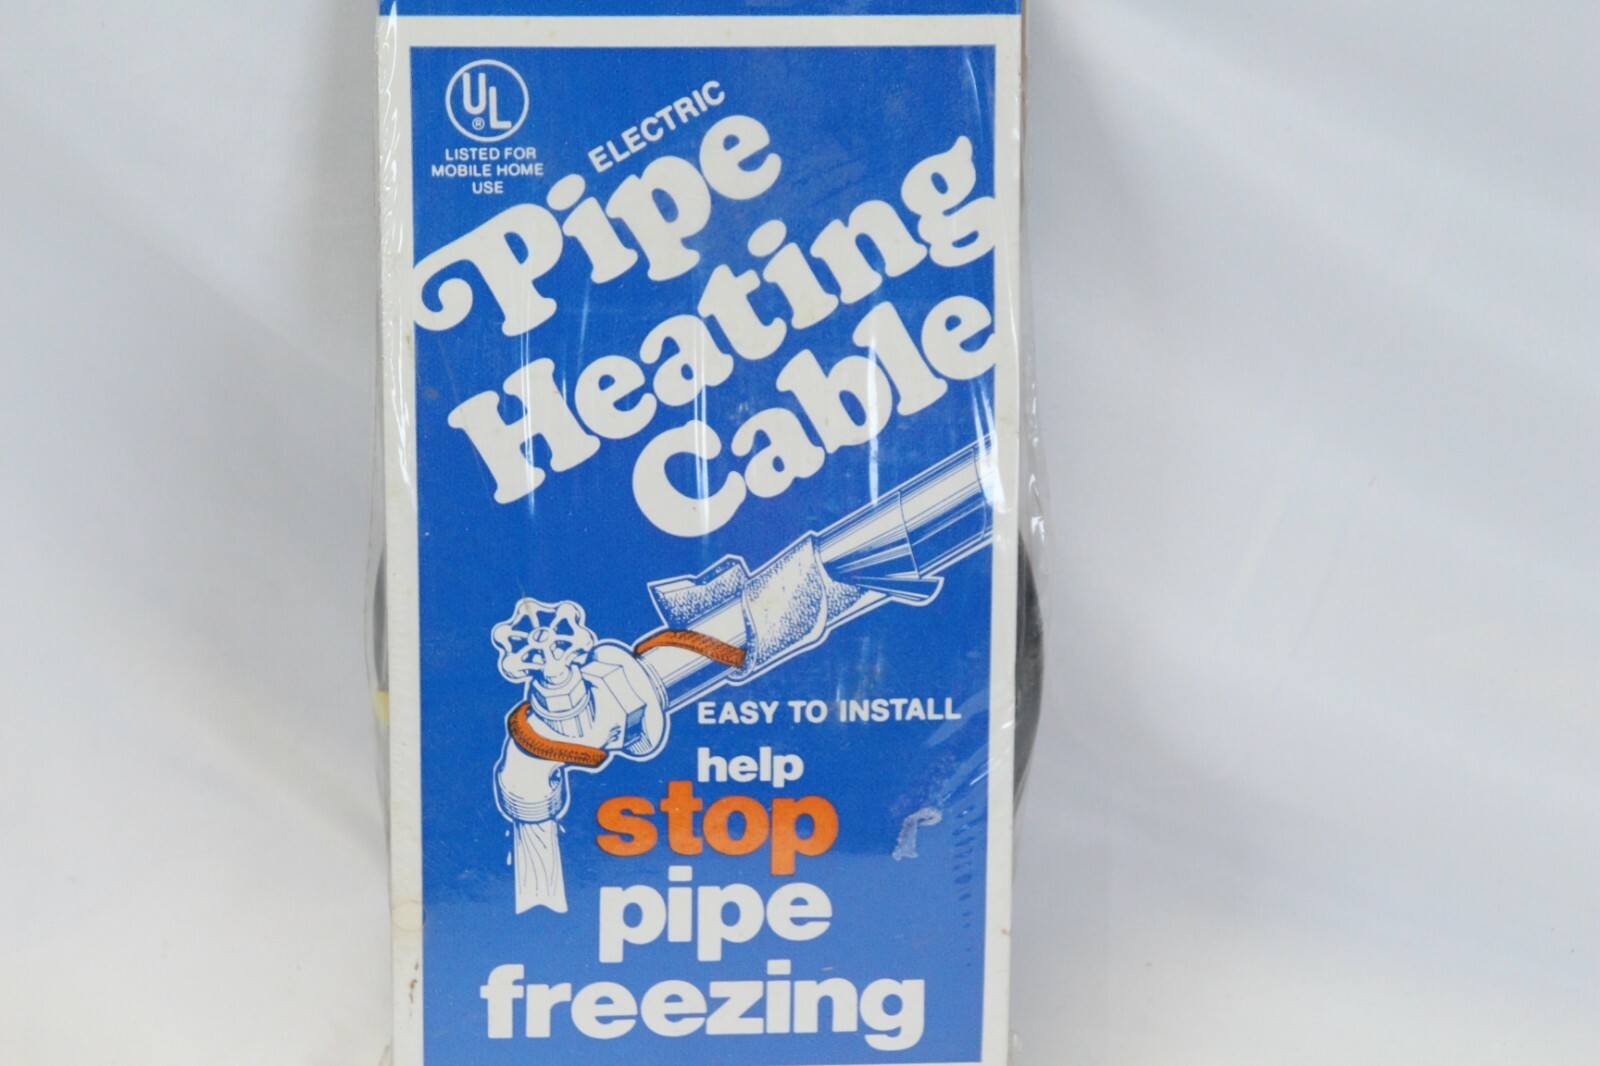 UL
®
LISTED FOR
MOBILE HOME
USE
ELECTRIC
Pipe
Heating
Cable
EASY TO INSTALL
help
stop
pipe
freezing